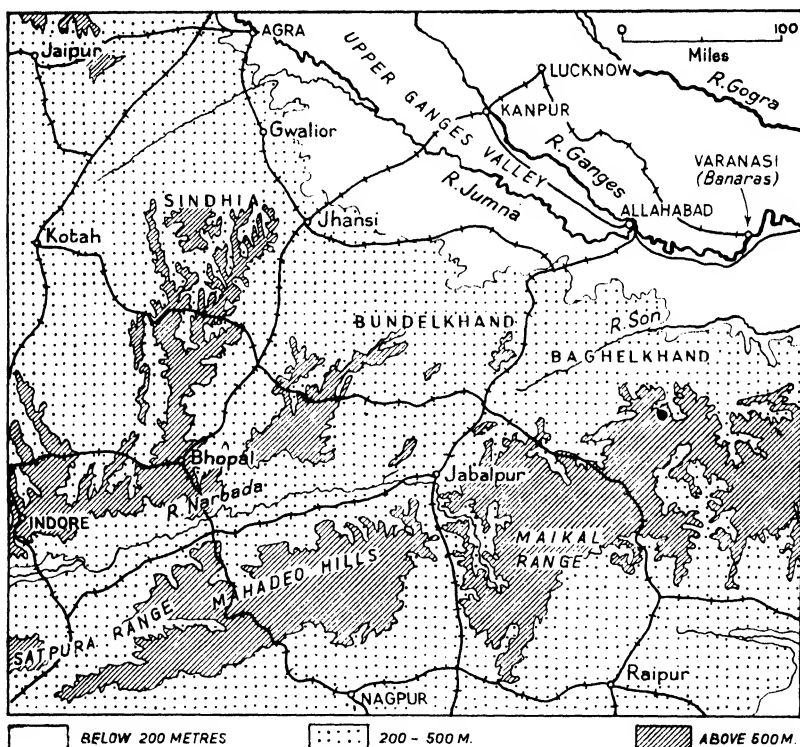 AGRA
0 100
Miles
Jaipur
UPPER GANGES VALLEY
LUCKNOW
R. Gogra
KANPUR
Gwalior
R. Ganges
VARANASI
(Banaras)
R. Jumna
SINDHIA
ALLAHABAD
Jhansi
Kotah
BUNDELKHAND
R. Son
BAGHELKHAND
Bhopal
Jabalpur
R. Narbada
INDORE
MAIKAL
RANGE
MAHADEO HILLS
SATPURA RANGE
Raipur
NAGPUR
BELOW 200 METRES 200 - 500 M. ABOVE 500 M.